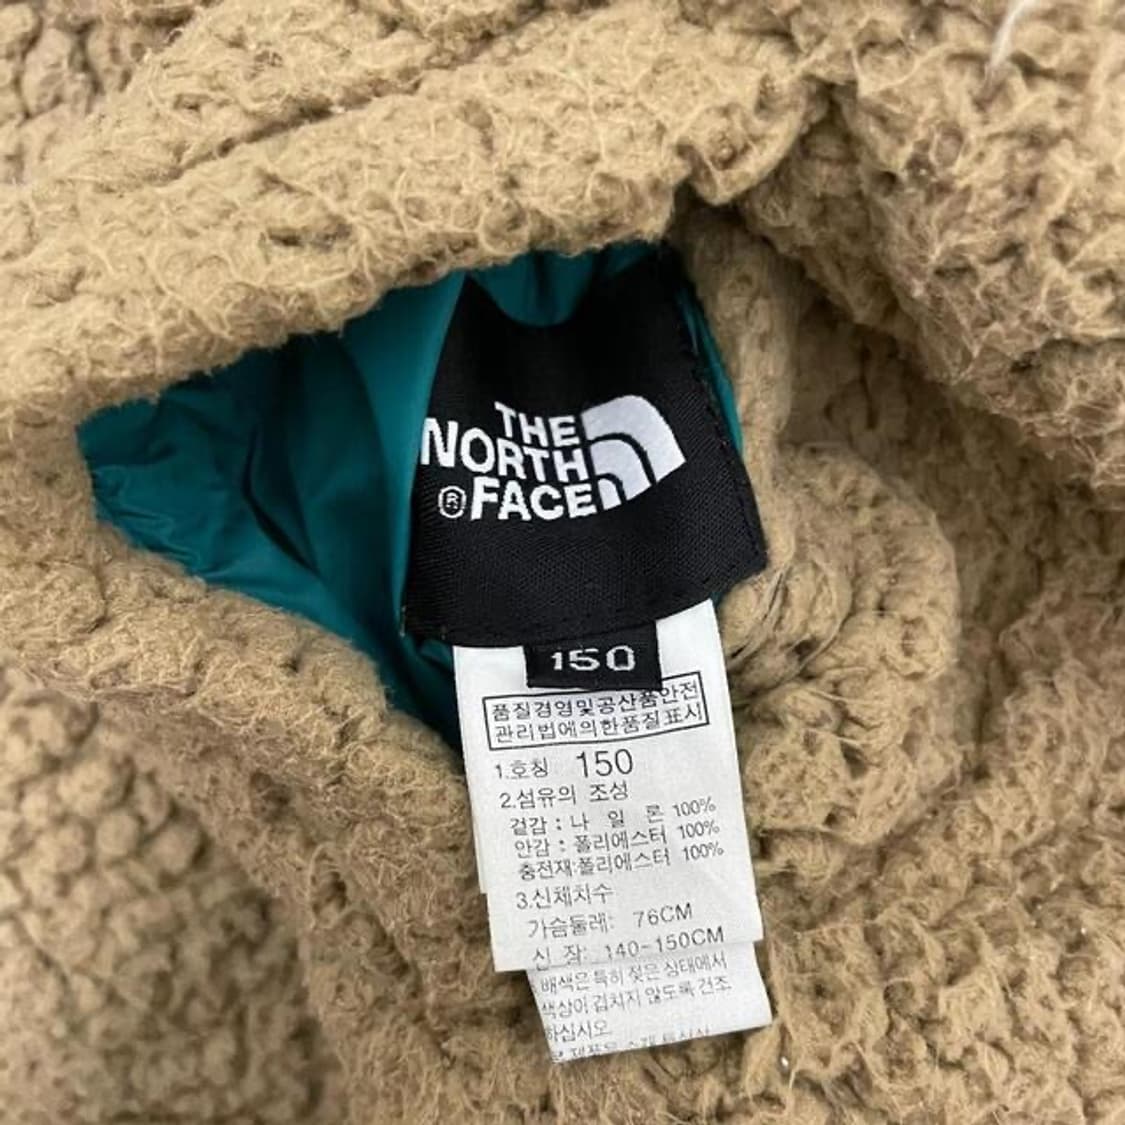 THE
NORTH
® FACE
150
품질경영및공산품안전
관리법에의한품질표시
1.호칭 150
2.섬유의 조성
겉감 : 나 일 론 100%
안감 : 폴리에스터 100%
충전재:폴리에스터 100%
3.신체치수
가슴둘레: 76CM
신 장: 140-150CM
배색은 특히 젖은 상태에서
색상이 겹치지 않도록 건조
하십시오.